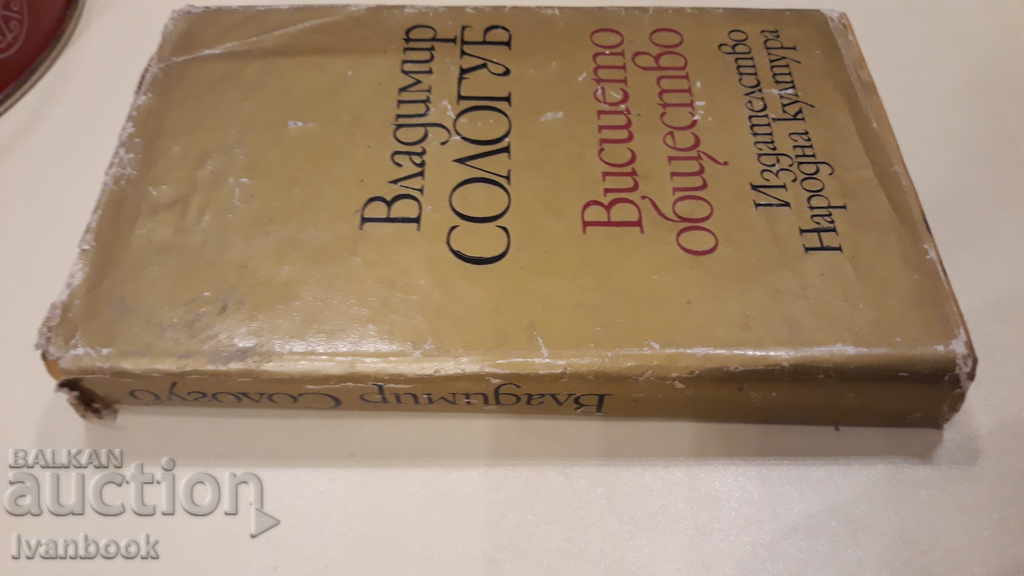 Владимир
СОЛОГУБ
Висшето
общество
Издателство
Народна култура
Владимир Сологуб
BALKAN
auction
Ivanbook